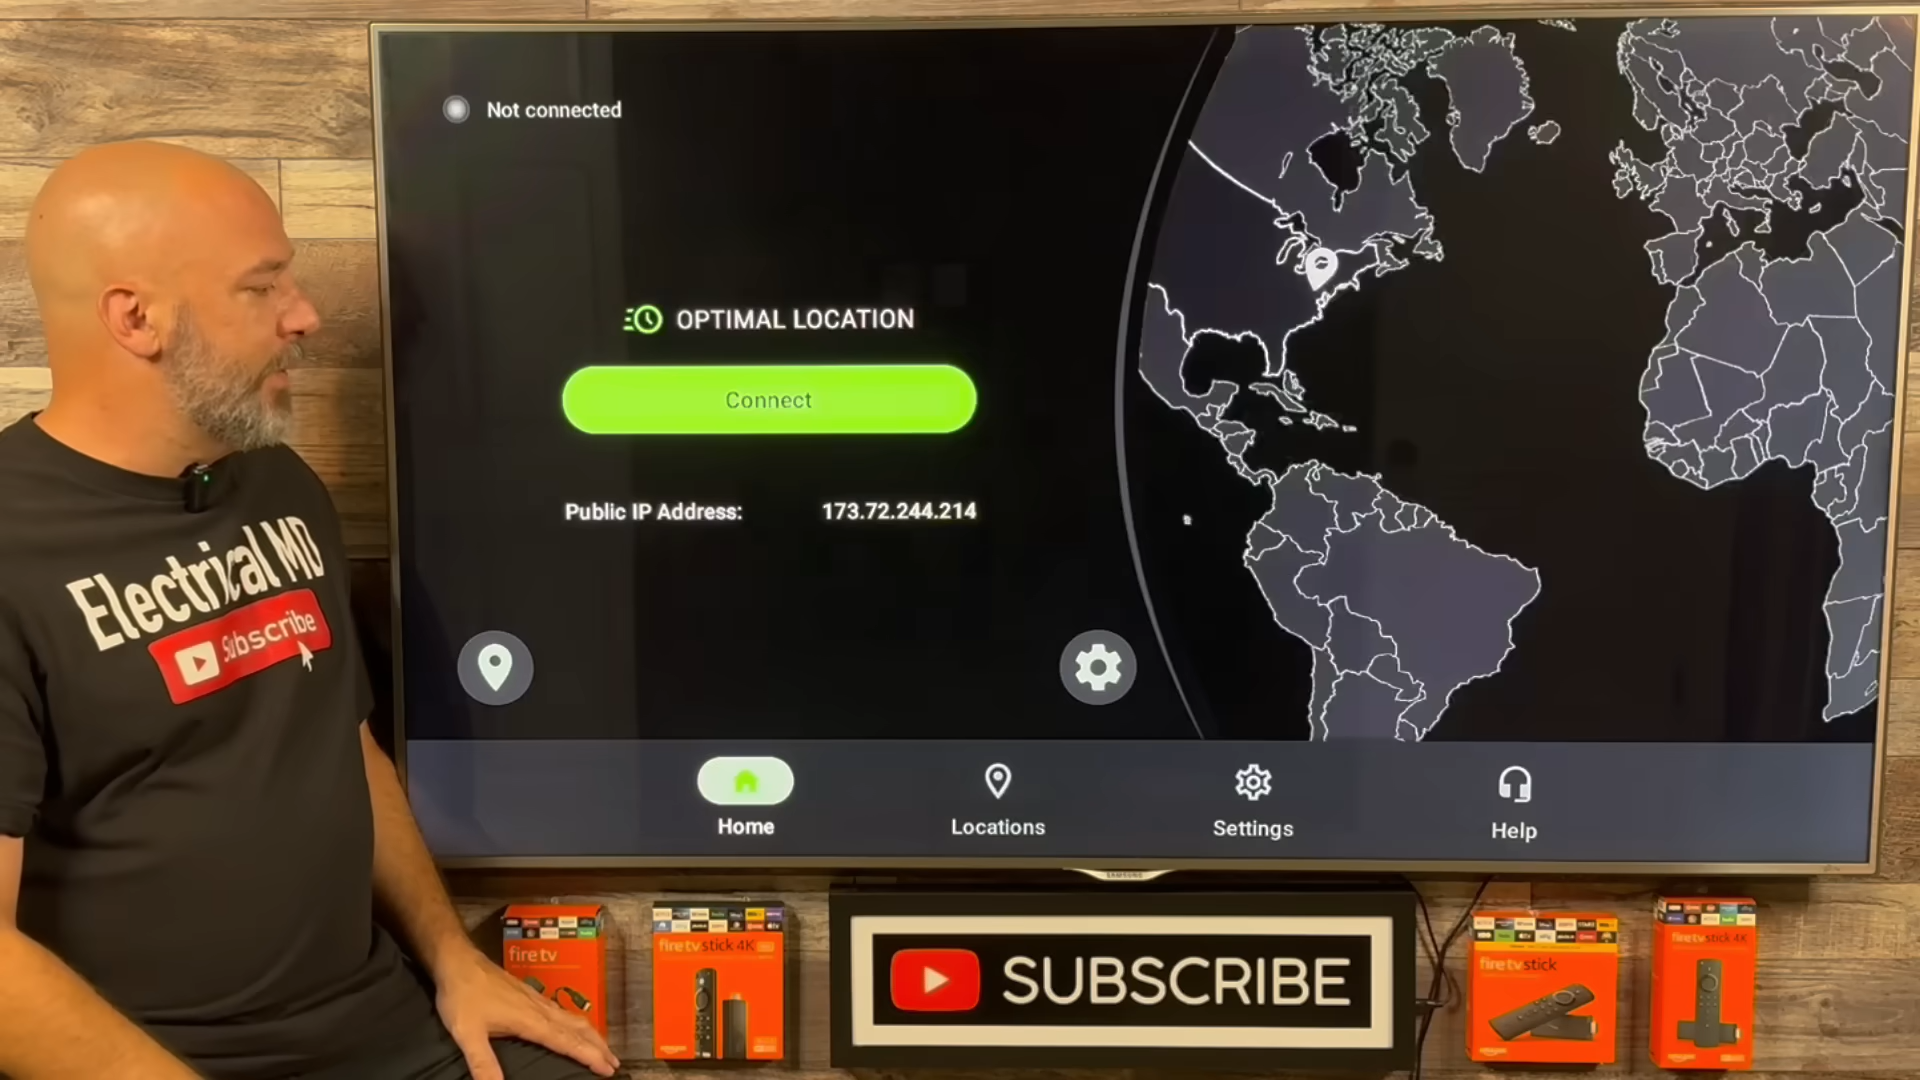 Not connected
OPTIMAL LOCATION
Connect
Public IP Address: 173.72.244.214
Home
Locations
Settings
Help
Electrical MD
Subscribe
SAMSUNG
fire tv
fire tv stick 4K
SUBSCRIBE
fire tv stick
fire tv stick 4K